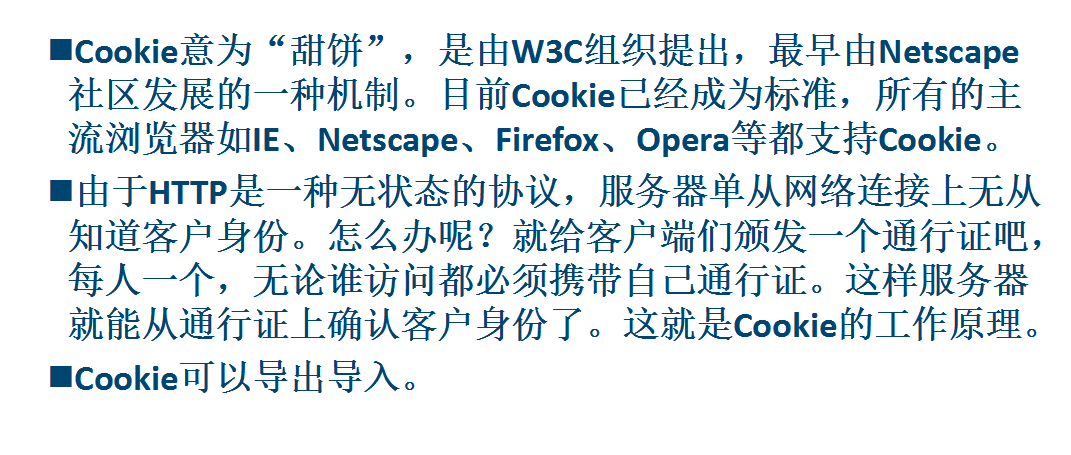 ■Cookie意为“甜饼”，是由W3C组织提出，最早由Netscape
社区发展的一种机制。目前Cookie已经成为标准，所有的主
流浏览器如IE、Netscape、Firefox、Opera等都支持Cookie。
■由于HTTP是一种无状态的协议，服务器单从网络连接上无从
知道客户身份。怎么办呢？就给客户端们颁发一个通行证吧，
每人一个，无论谁访问都必须携带自己通行证。这样服务器
就能从通行证上确认客户身份了。这就是Cookie的工作原理。
■Cookie可以导出导入。